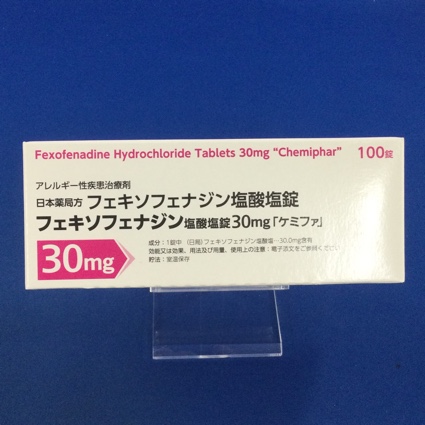 Fexofenadine Hydrochloride Tablets 30mg "Chemiphar" 100錠
アレルギー性疾患治療剤
日本薬局方 フェキソフェナジン塩酸塩錠
フェキソフェナジン塩酸塩錠30mg「ケミファ」
30mg
成分:1錠中 (日局)フェキソフェナジン塩酸塩…30.0mg含有
効能又は効果、用法及び用量、使用上の注意:電子添文をご参照ください。
貯法:室温保存